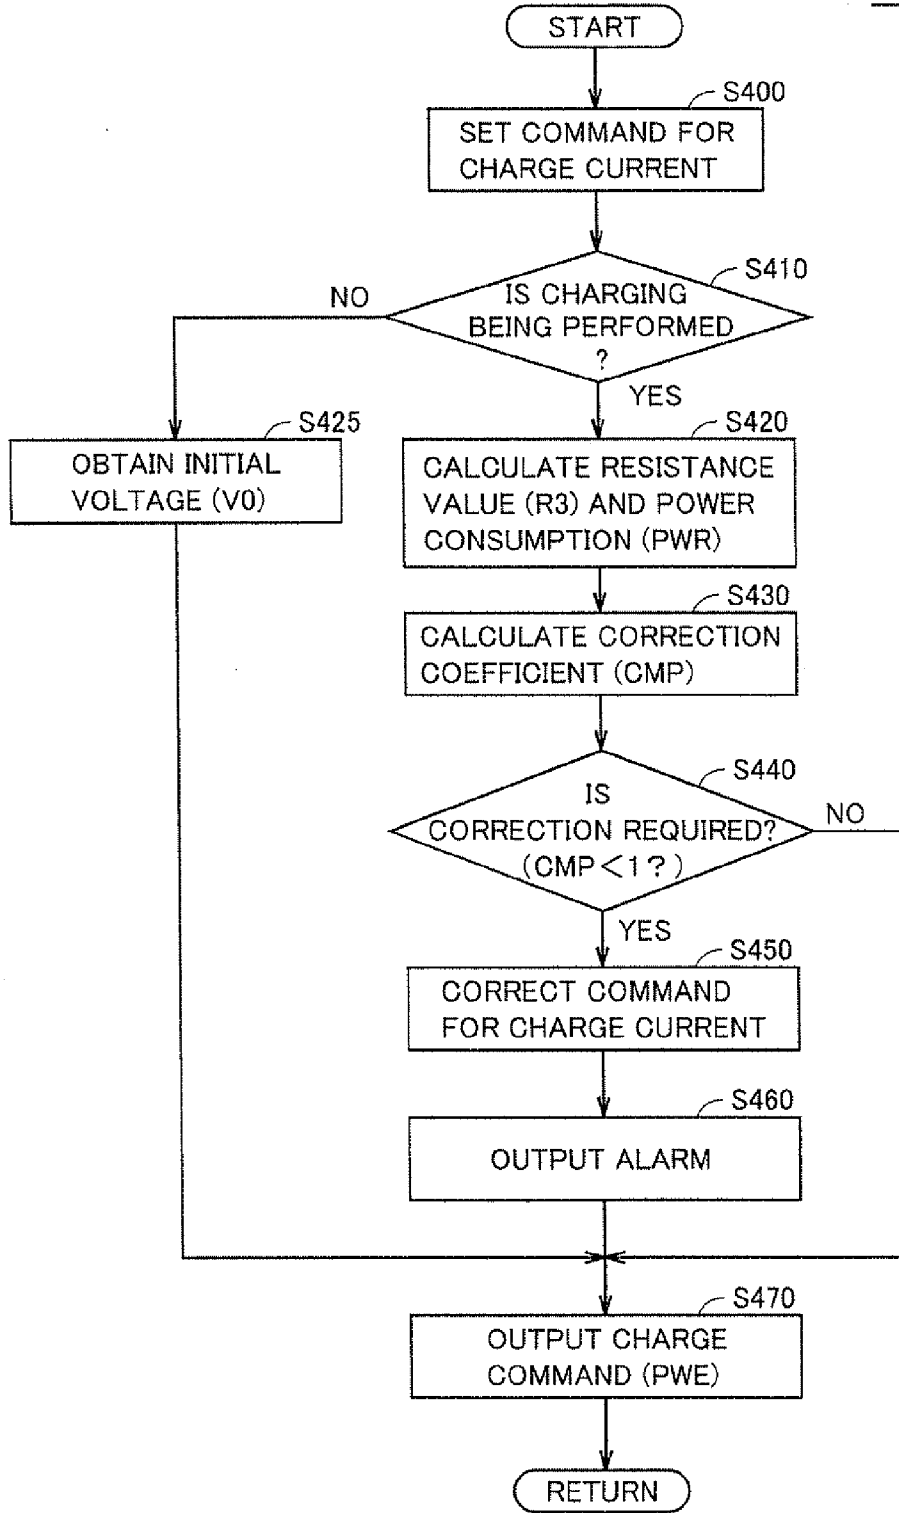 START
S400
SET COMMAND FOR
CHARGE CURRENT
S410
IS CHARGING
BEING PERFORMED
?
NO
YES
S425
OBTAIN INITIAL
VOLTAGE (V0)
S420
CALCULATE RESISTANCE
VALUE (R3) AND POWER
CONSUMPTION (PWR)
S430
CALCULATE CORRECTION
COEFFICIENT (CMP)
S440
IS
CORRECTION REQUIRED?
(CMP<1?)
NO
YES
S450
CORRECT COMMAND
FOR CHARGE CURRENT
S460
OUTPUT ALARM
S470
OUTPUT CHARGE
COMMAND (PWE)
RETURN